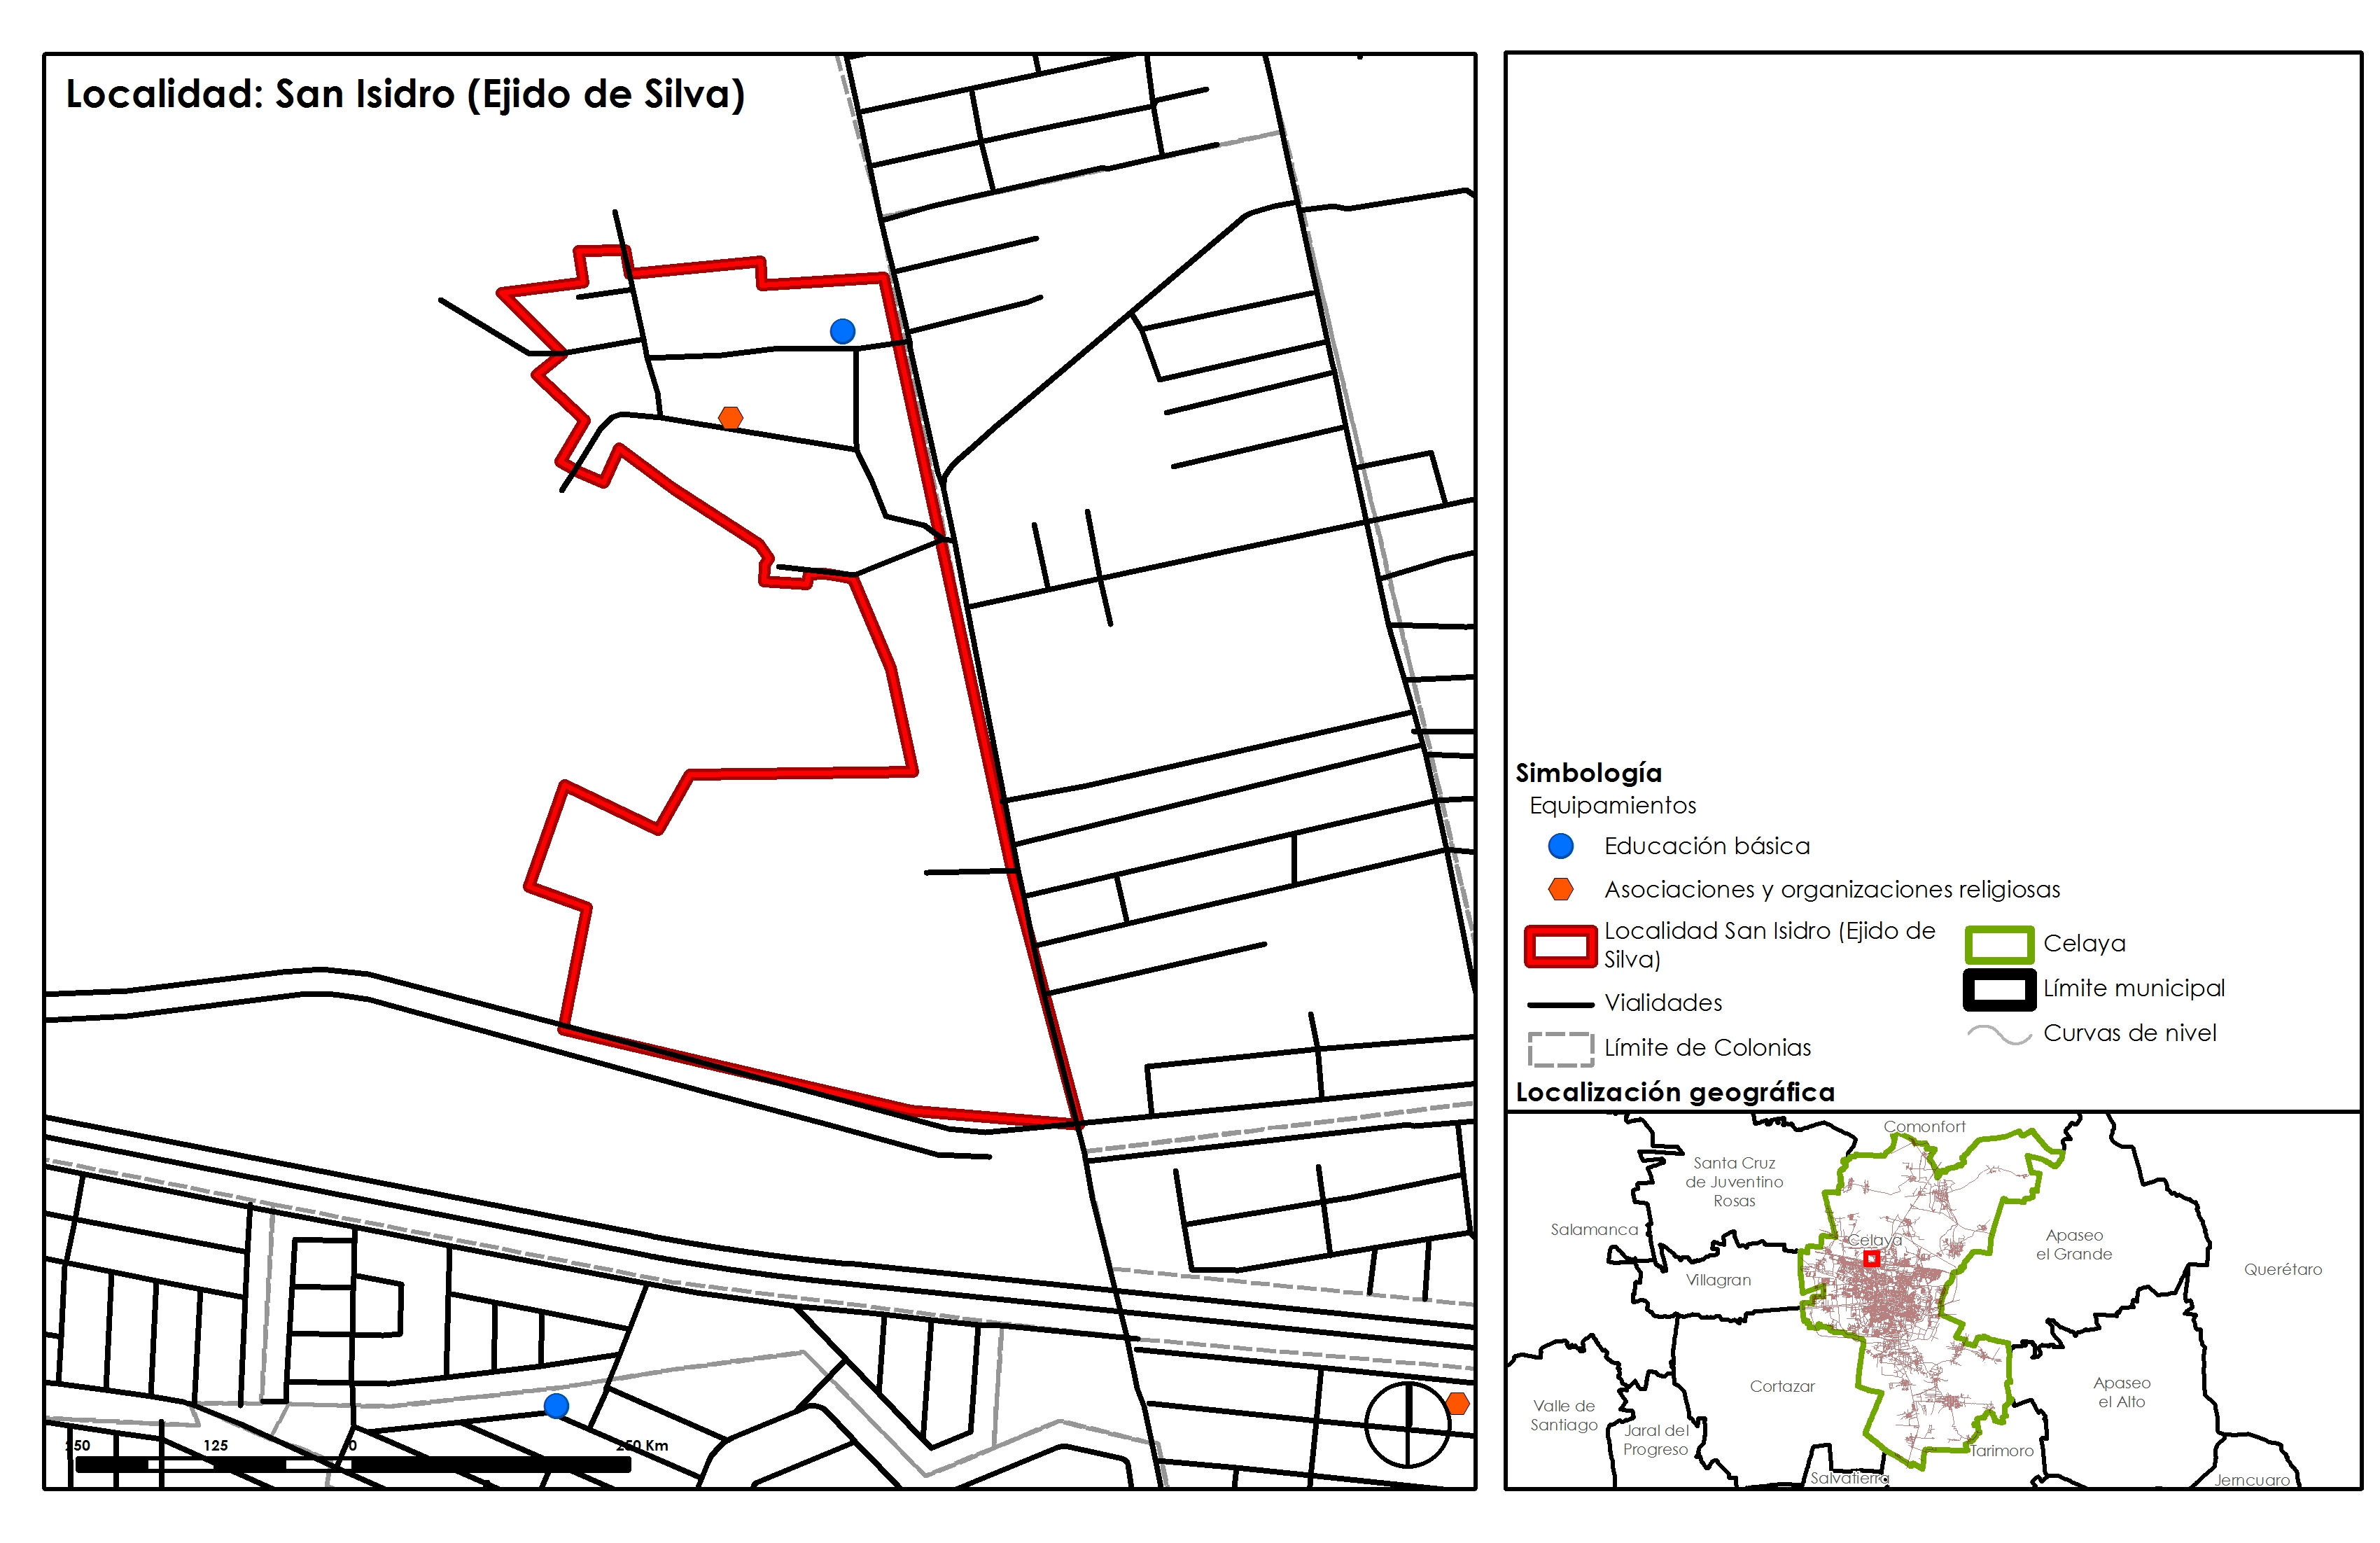 Localidad: San Isidro (Ejido de Silva)
125
0
250 Km
Simbología
Equipamientos
Educación básica
Asociaciones y organizaciones religiosas
Localidad San Isidro (Ejido de
Silva)
Celaya
Vialidades
Límite municipal
Límite de Colonias
Curvas de nivel
Localización geográfica
Comonfort
Santa Cruz
de Juventino
Rosas
Salamanca
Celaya
Apaseo
el Grande
Villagran
Querétaro
Cortazar
Apaseo
el Alto
Valle de
Santiago
Jaral del
Progreso
Tarimoro
Salvatierra